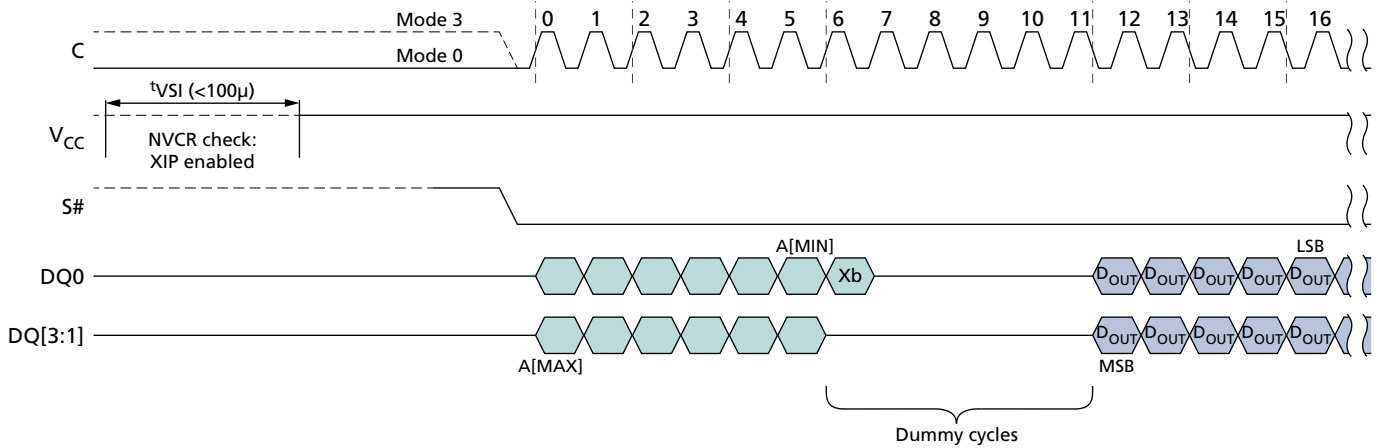 Mode 3
0 1 2 3 4 5 6 7 8 9 10 11 12 13 14 15 16
C
Mode 0
tVSI (<100µ)
VCC
NVCR check:
XIP enabled
S#
A[MIN]
LSB
DQ0
Xb
DOUT DOUT DOUT DOUT DOUT
DQ[3:1]
DOUT DOUT DOUT DOUT DOUT
A[MAX]
MSB
Dummy cycles